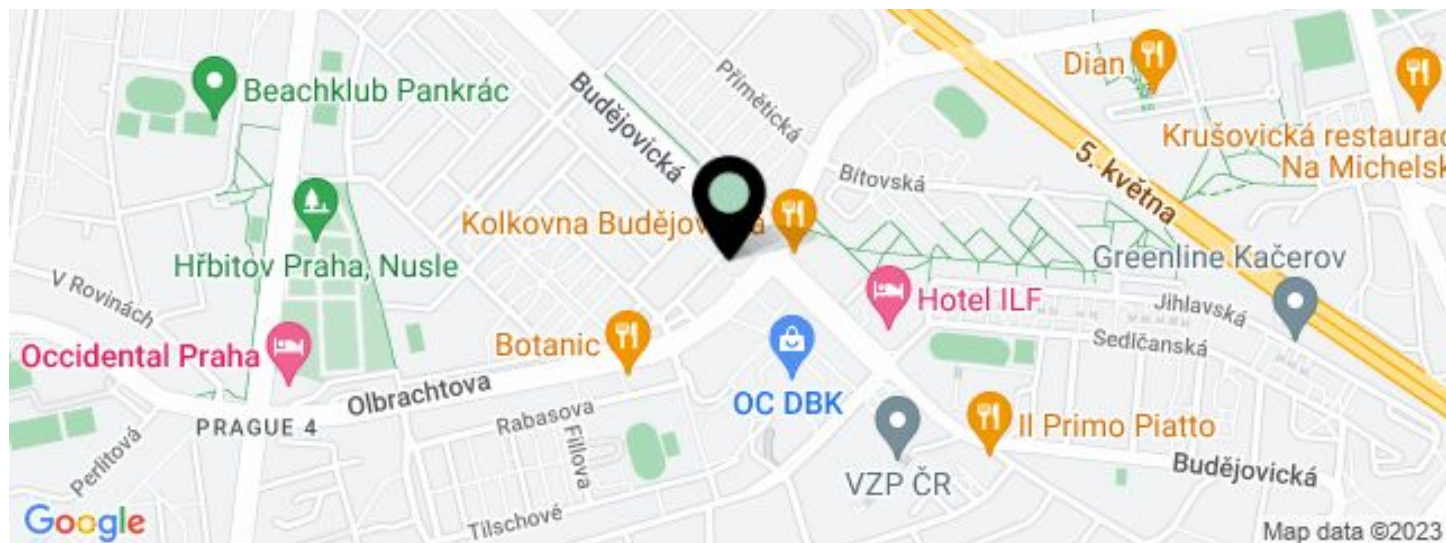 Beachklub Pankrác
Budějovická
Přímětická
Dian
Krušovická restaurac
Na Michelsk
Bítovská
5. května
Kolkovna Budějov
á
Hřbitov Praha, Nusle
V Rovinách
Greenline Kačerov
Hotel ILF
Jihlavská
Sedlčanská
Botanic
Occidental Praha
Olbrachtova
OC DBK
PRAGUE 4
Rabasova
Fillova
Il Primo Piatto
Perlitová
VZP ČR
Budějovická
Tilschové
Google
Map data ©2023